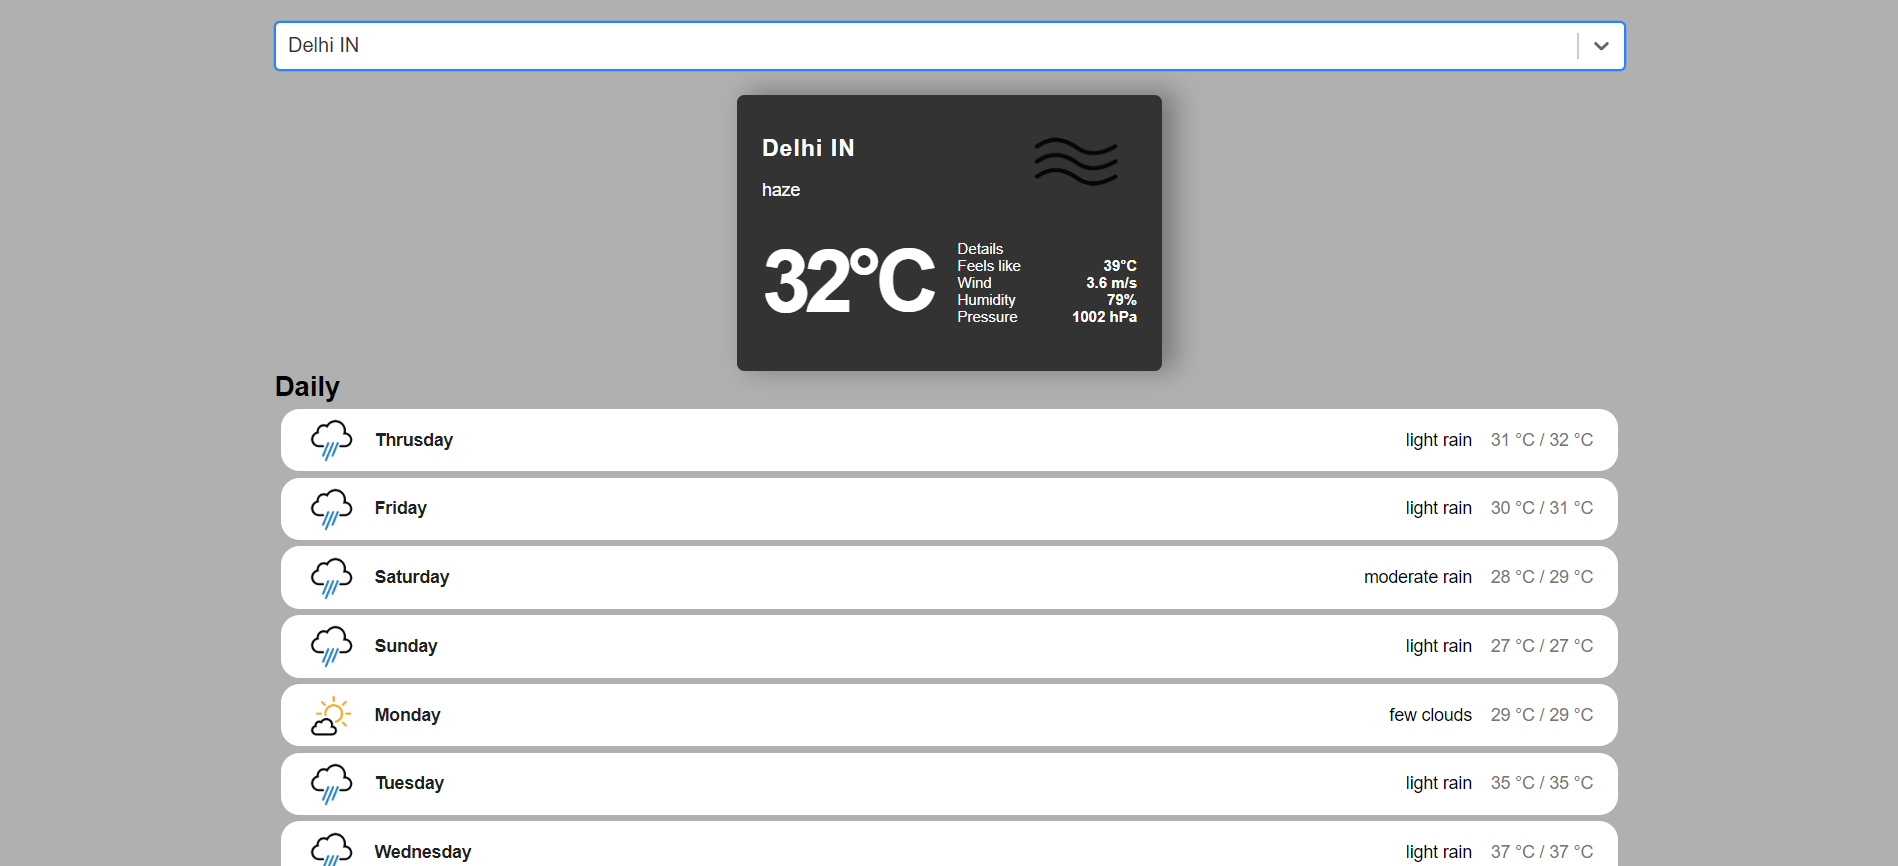 Delhi IN
Delhi IN
haze
32°C
Details
Feels like 39°C
Wind 3.6 m/s
Humidity 79%
Pressure 1002 hPa
Daily
Thrusday light rain 31 °C / 32 °C
Friday light rain 30 °C / 31 °C
Saturday moderate rain 28 °C / 29 °C
Sunday light rain 27 °C / 27 °C
Monday few clouds 29 °C / 29 °C
Tuesday light rain 35 °C / 35 °C
Wednesday light rain 37 °C / 37 °C